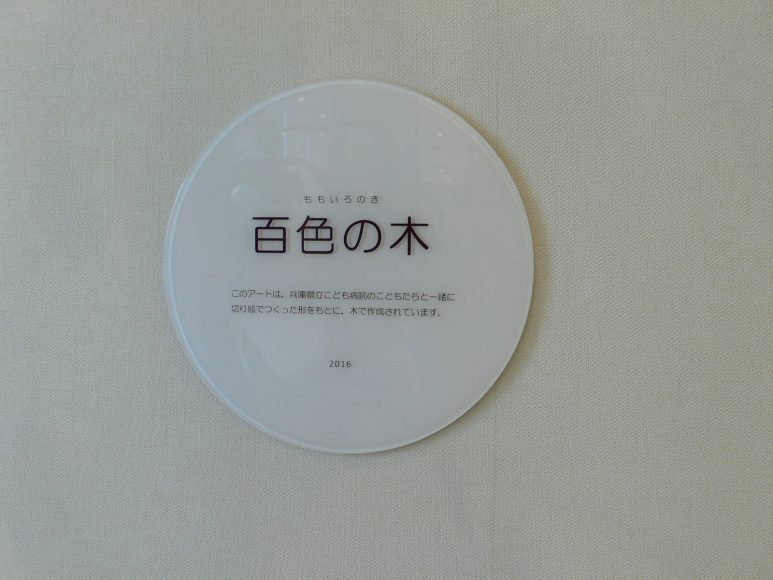 ももいろのき
百色の木
このアートは、兵庫県立こども病院のこどもたちと一緒に
切り絵でつくった形をもとに、木で作成されています。
2016